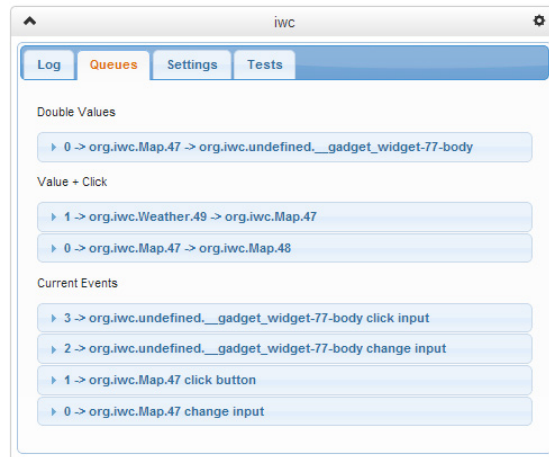 iwc
Log Queues Settings Tests
Double Values
0 -> org.iwc.Map.47 -> org.iwc.undefined.__gadget_widget-77-body
Value + Click
1 -> org.iwc.Weather.49 -> org.iwc.Map.47
0 -> org.iwc.Map.47 -> org.iwc.Map.48
Current Events
3 -> org.iwc.undefined.__gadget_widget-77-body click input
2 -> org.iwc.undefined.__gadget_widget-77-body change input
1 -> org.iwc.Map.47 click button
0 -> org.iwc.Map.47 change input